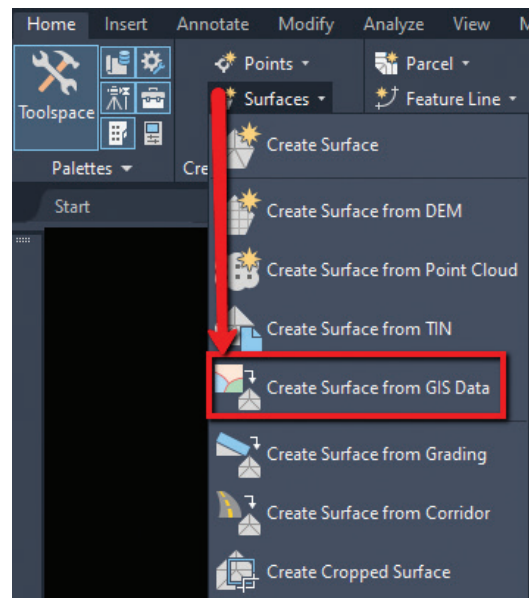 Home Insert Annotate Modify Analyze View
Points Parcel
Toolspace Surfaces Feature Line
Create Surface
Palettes
Start
Create Surface from DEM
Create Surface from Point Cloud
Create Surface from TIN
Create Surface from GIS Data
Create Surface from Grading
Create Surface from Corridor
Create Cropped Surface